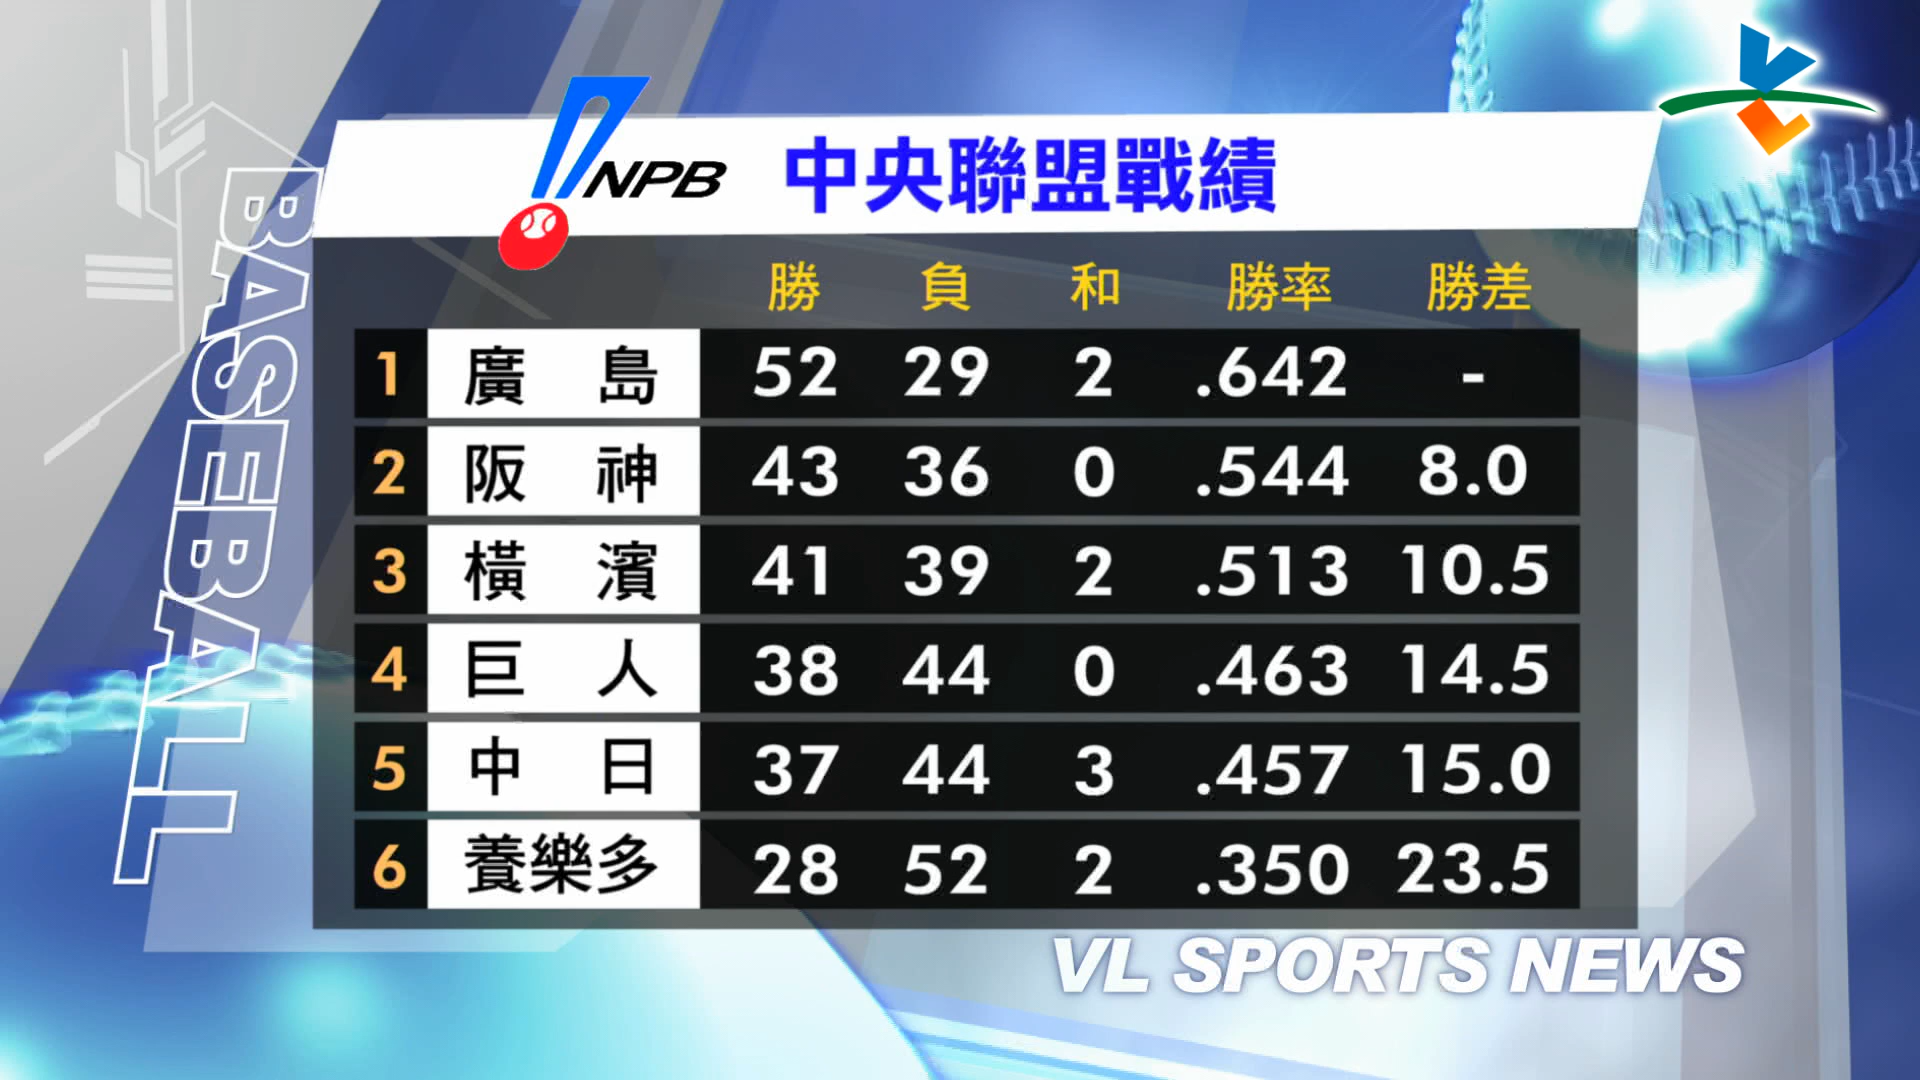 NPB 中央聯盟戰績
勝 負 和 勝率 勝差
1 廣島 52 29 2 .642 -
2 阪神 43 36 0 .544 8.0
3 橫濱 41 39 2 .513 10.5
4 巨人 38 44 0 .463 14.5
5 中日 37 44 3 .457 15.0
6 養樂多 28 52 2 .350 23.5
BASEBALL
VL SPORTS NEWS